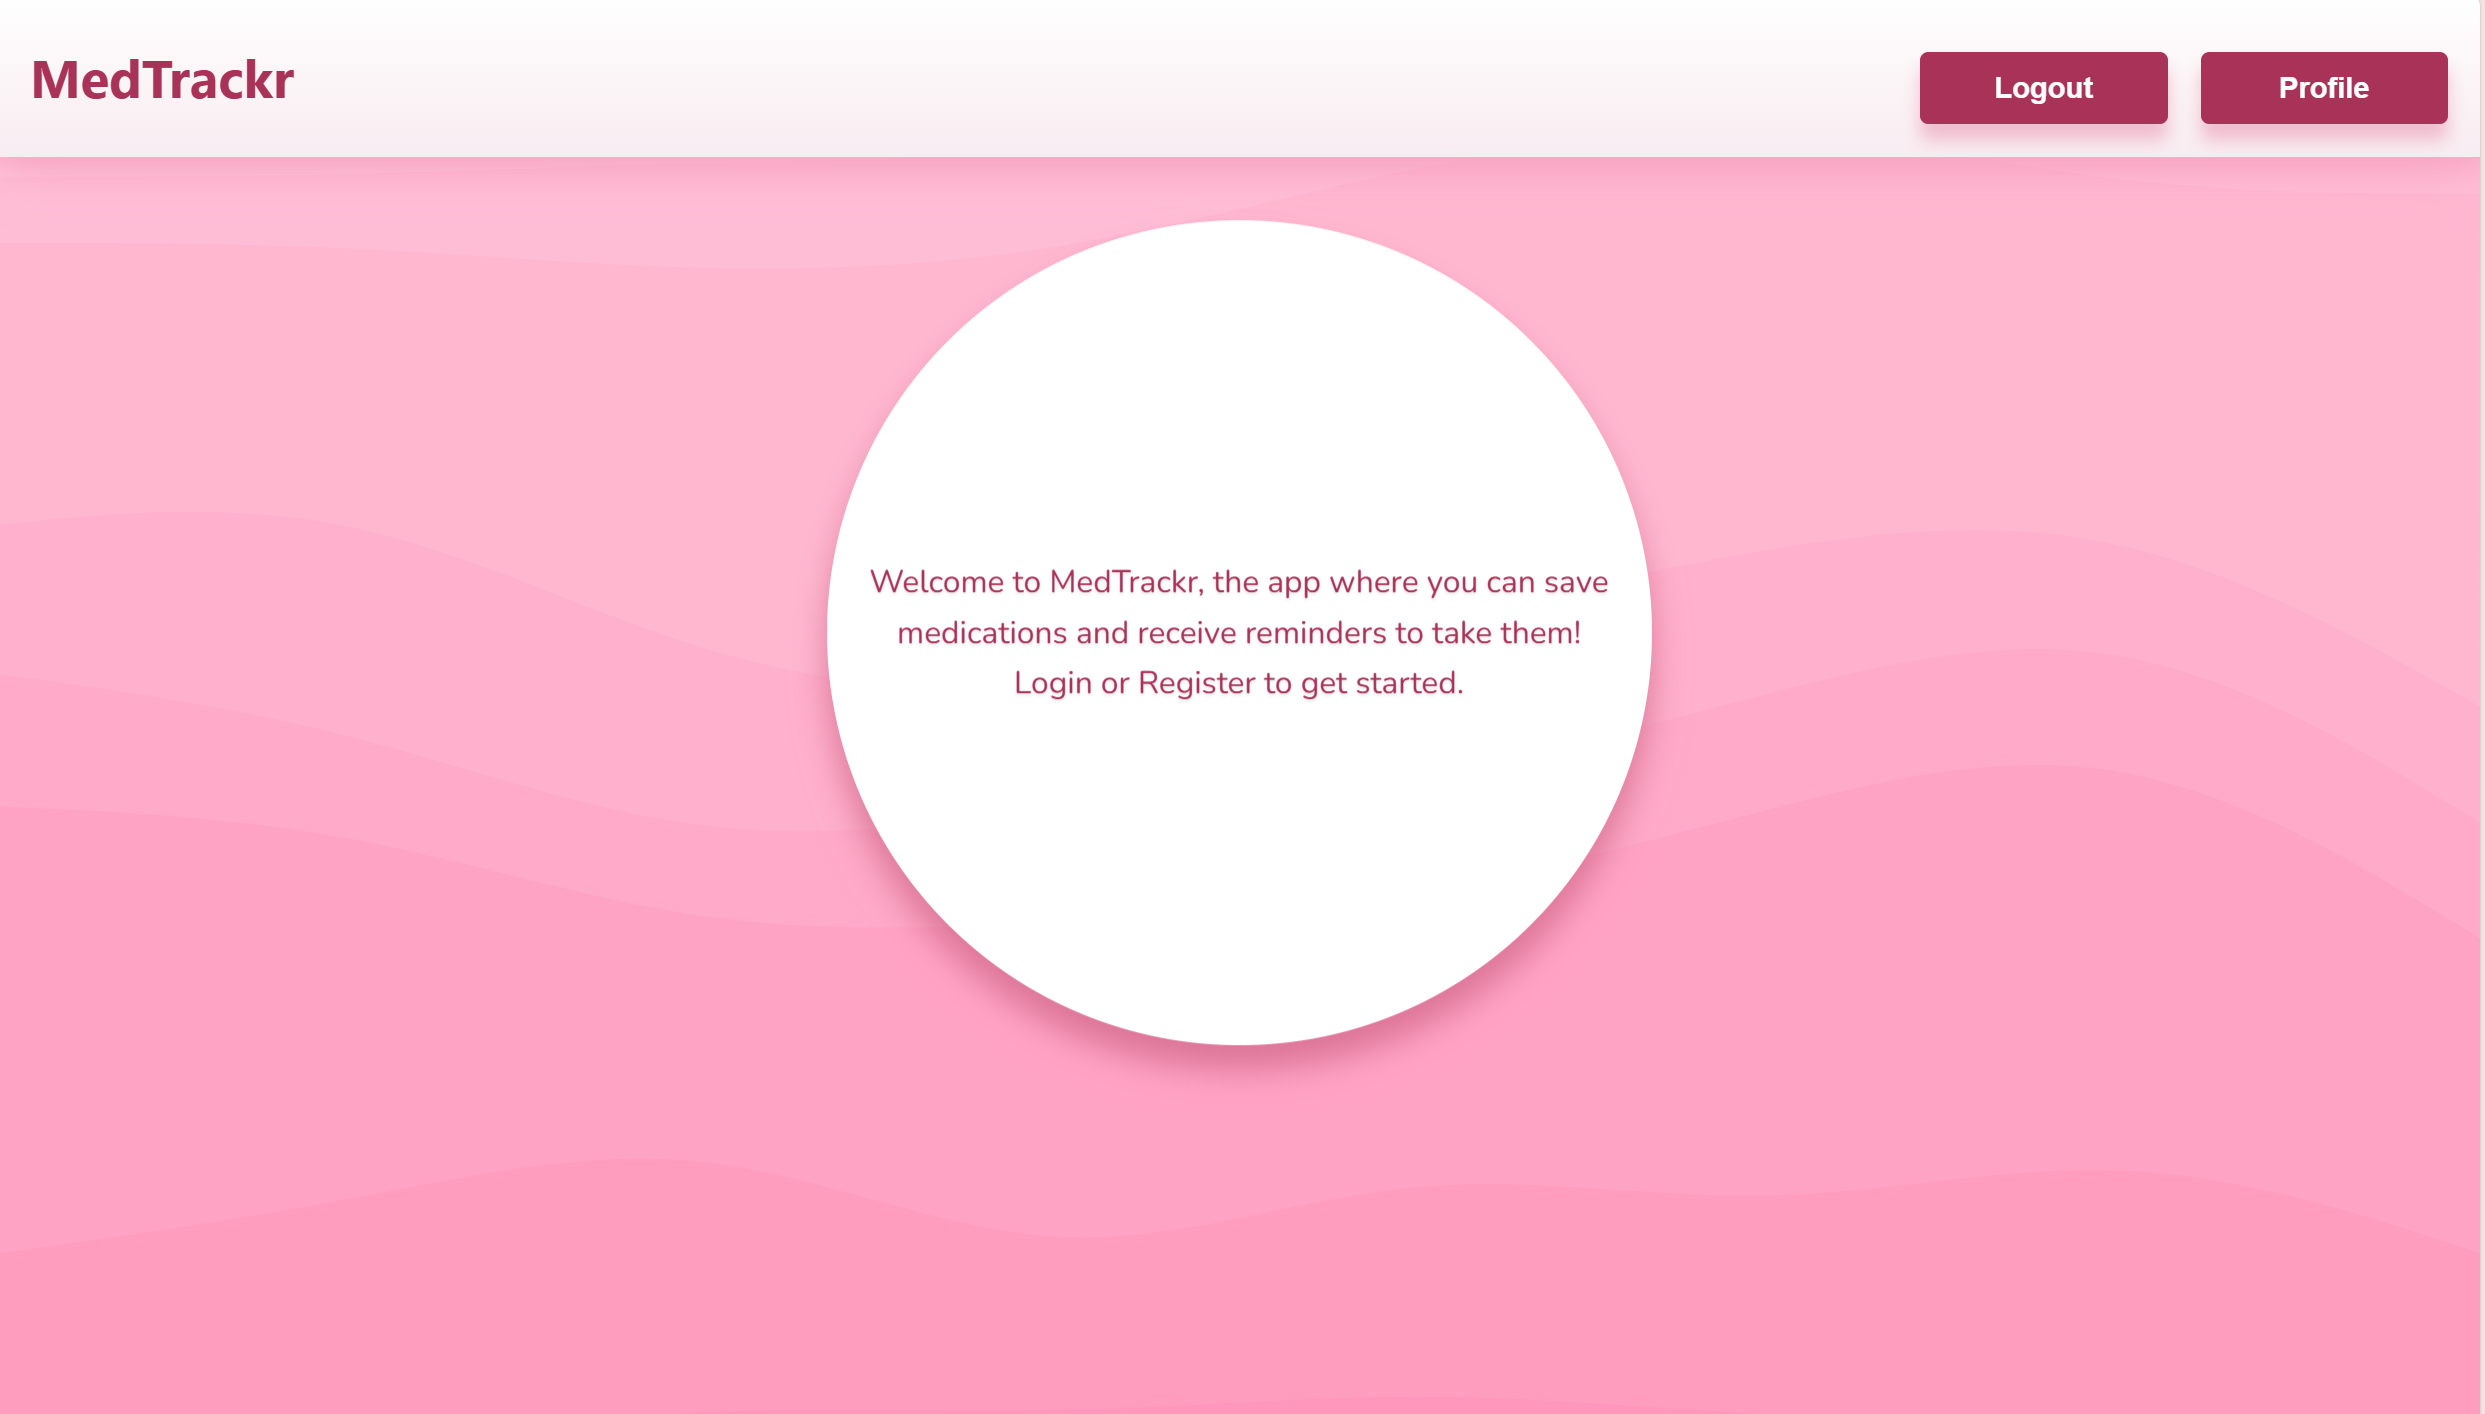 MedTrackr
Logout
Profile
Welcome to MedTrackr, the app where you can save
medications and receive reminders to take them!
Login or Register to get started.